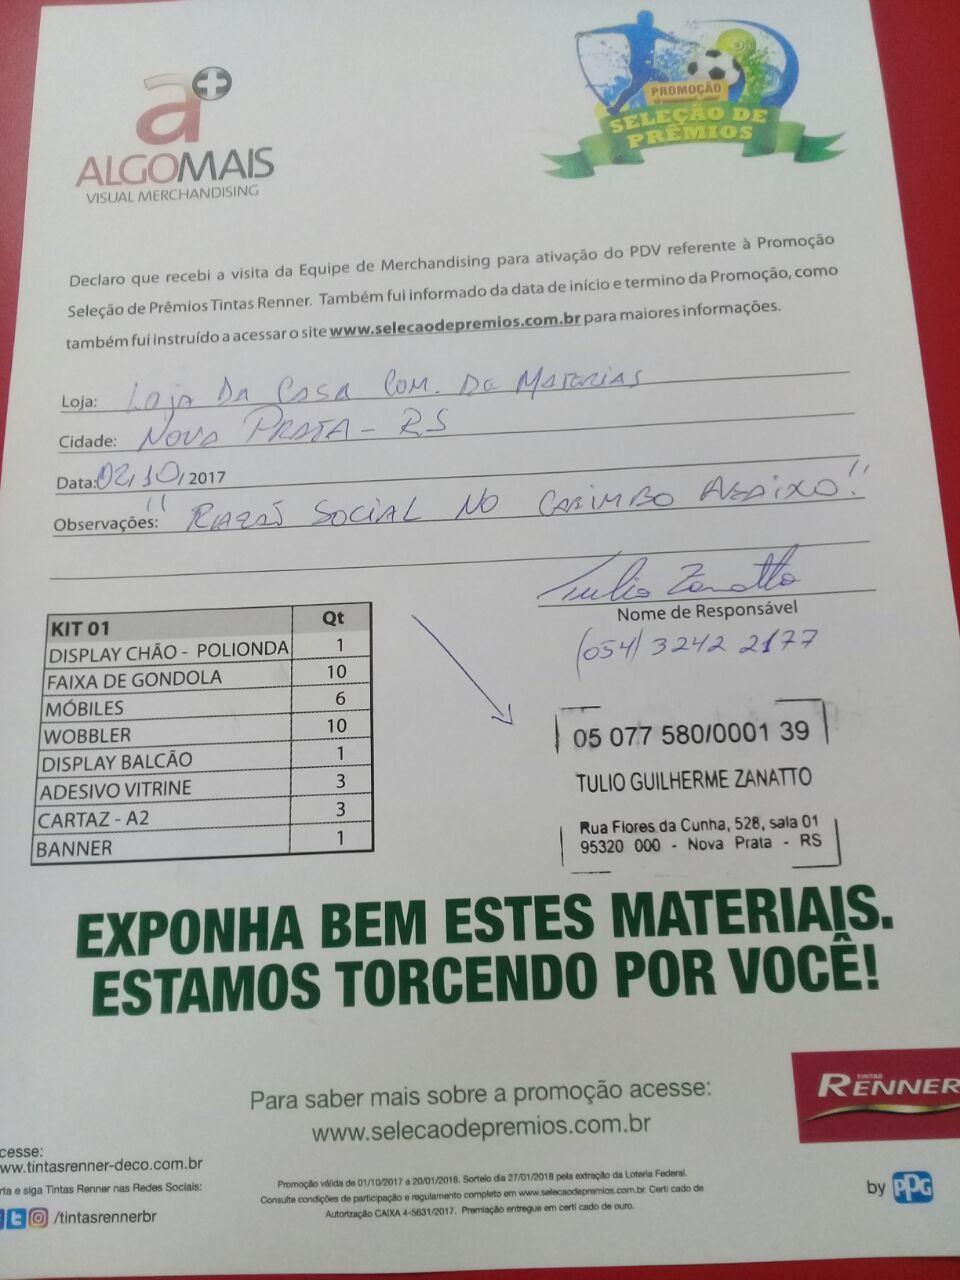 a+
ALGOMAIS
VISUAL MERCHANDISING
PROMOÇÃO
SELEÇÃO DE
PRÊMIOS
Declaro que recebi a visita da Equipe de Merchandising para ativação do PDV referente à Promoção
Seleção de Prêmios Tintas Renner. Também fui informado da data de início e termino da Promoção, como
também fui instruído a acessar o site www.selecaodepremios.com.br para maiores informações.
Loja: LOJA DA CASA COM. DE MATERIAS
Cidade: NOVA PRATA - RS
Data: 02/10/2017
Observações: "RAZAÕ SOCIAL NO CARIMBO ABAIXO!"
Tulio Zanatto
Nome de Responsável
(054) 3242 2177
KIT 01 Qt
DISPLAY CHÃO - POLIONDA 1
FAIXA DE GONDOLA 10
MÓBILES 6
WOBBLER 10
DISPLAY BALCÃO 1
ADESIVO VITRINE 3
CARTAZ - A2 3
BANNER 1
05 077 580/0001 39
TULIO GUILHERME ZANATTO
Rua Flores da Cunha, 528, sala 01
95320 000 - Nova Prata - RS
EXPONHA BEM ESTES MATERIAIS.
ESTAMOS TORCENDO POR VOCÊ!
Para saber mais sobre a promoção acesse:
www.selecaodepremios.com.br
TINTAS
RENNER
by PPG
cesse:
ww.tintasrenner-deco.com.br
rta e siga Tintas Renner nas Redes Sociais:
/tintasrennerbr
Promoção válida de 01/10/2017 a 20/01/2018. Sorteio dia 27/01/2018 pela extração da Loteria Federal.
Consulte condições de participação e regulamento completo em www.selecaodepremios.com.br. Certi cado de
Autorização CAIXA 4-5631/2017. Premiação entregue em certi cado de ouro.